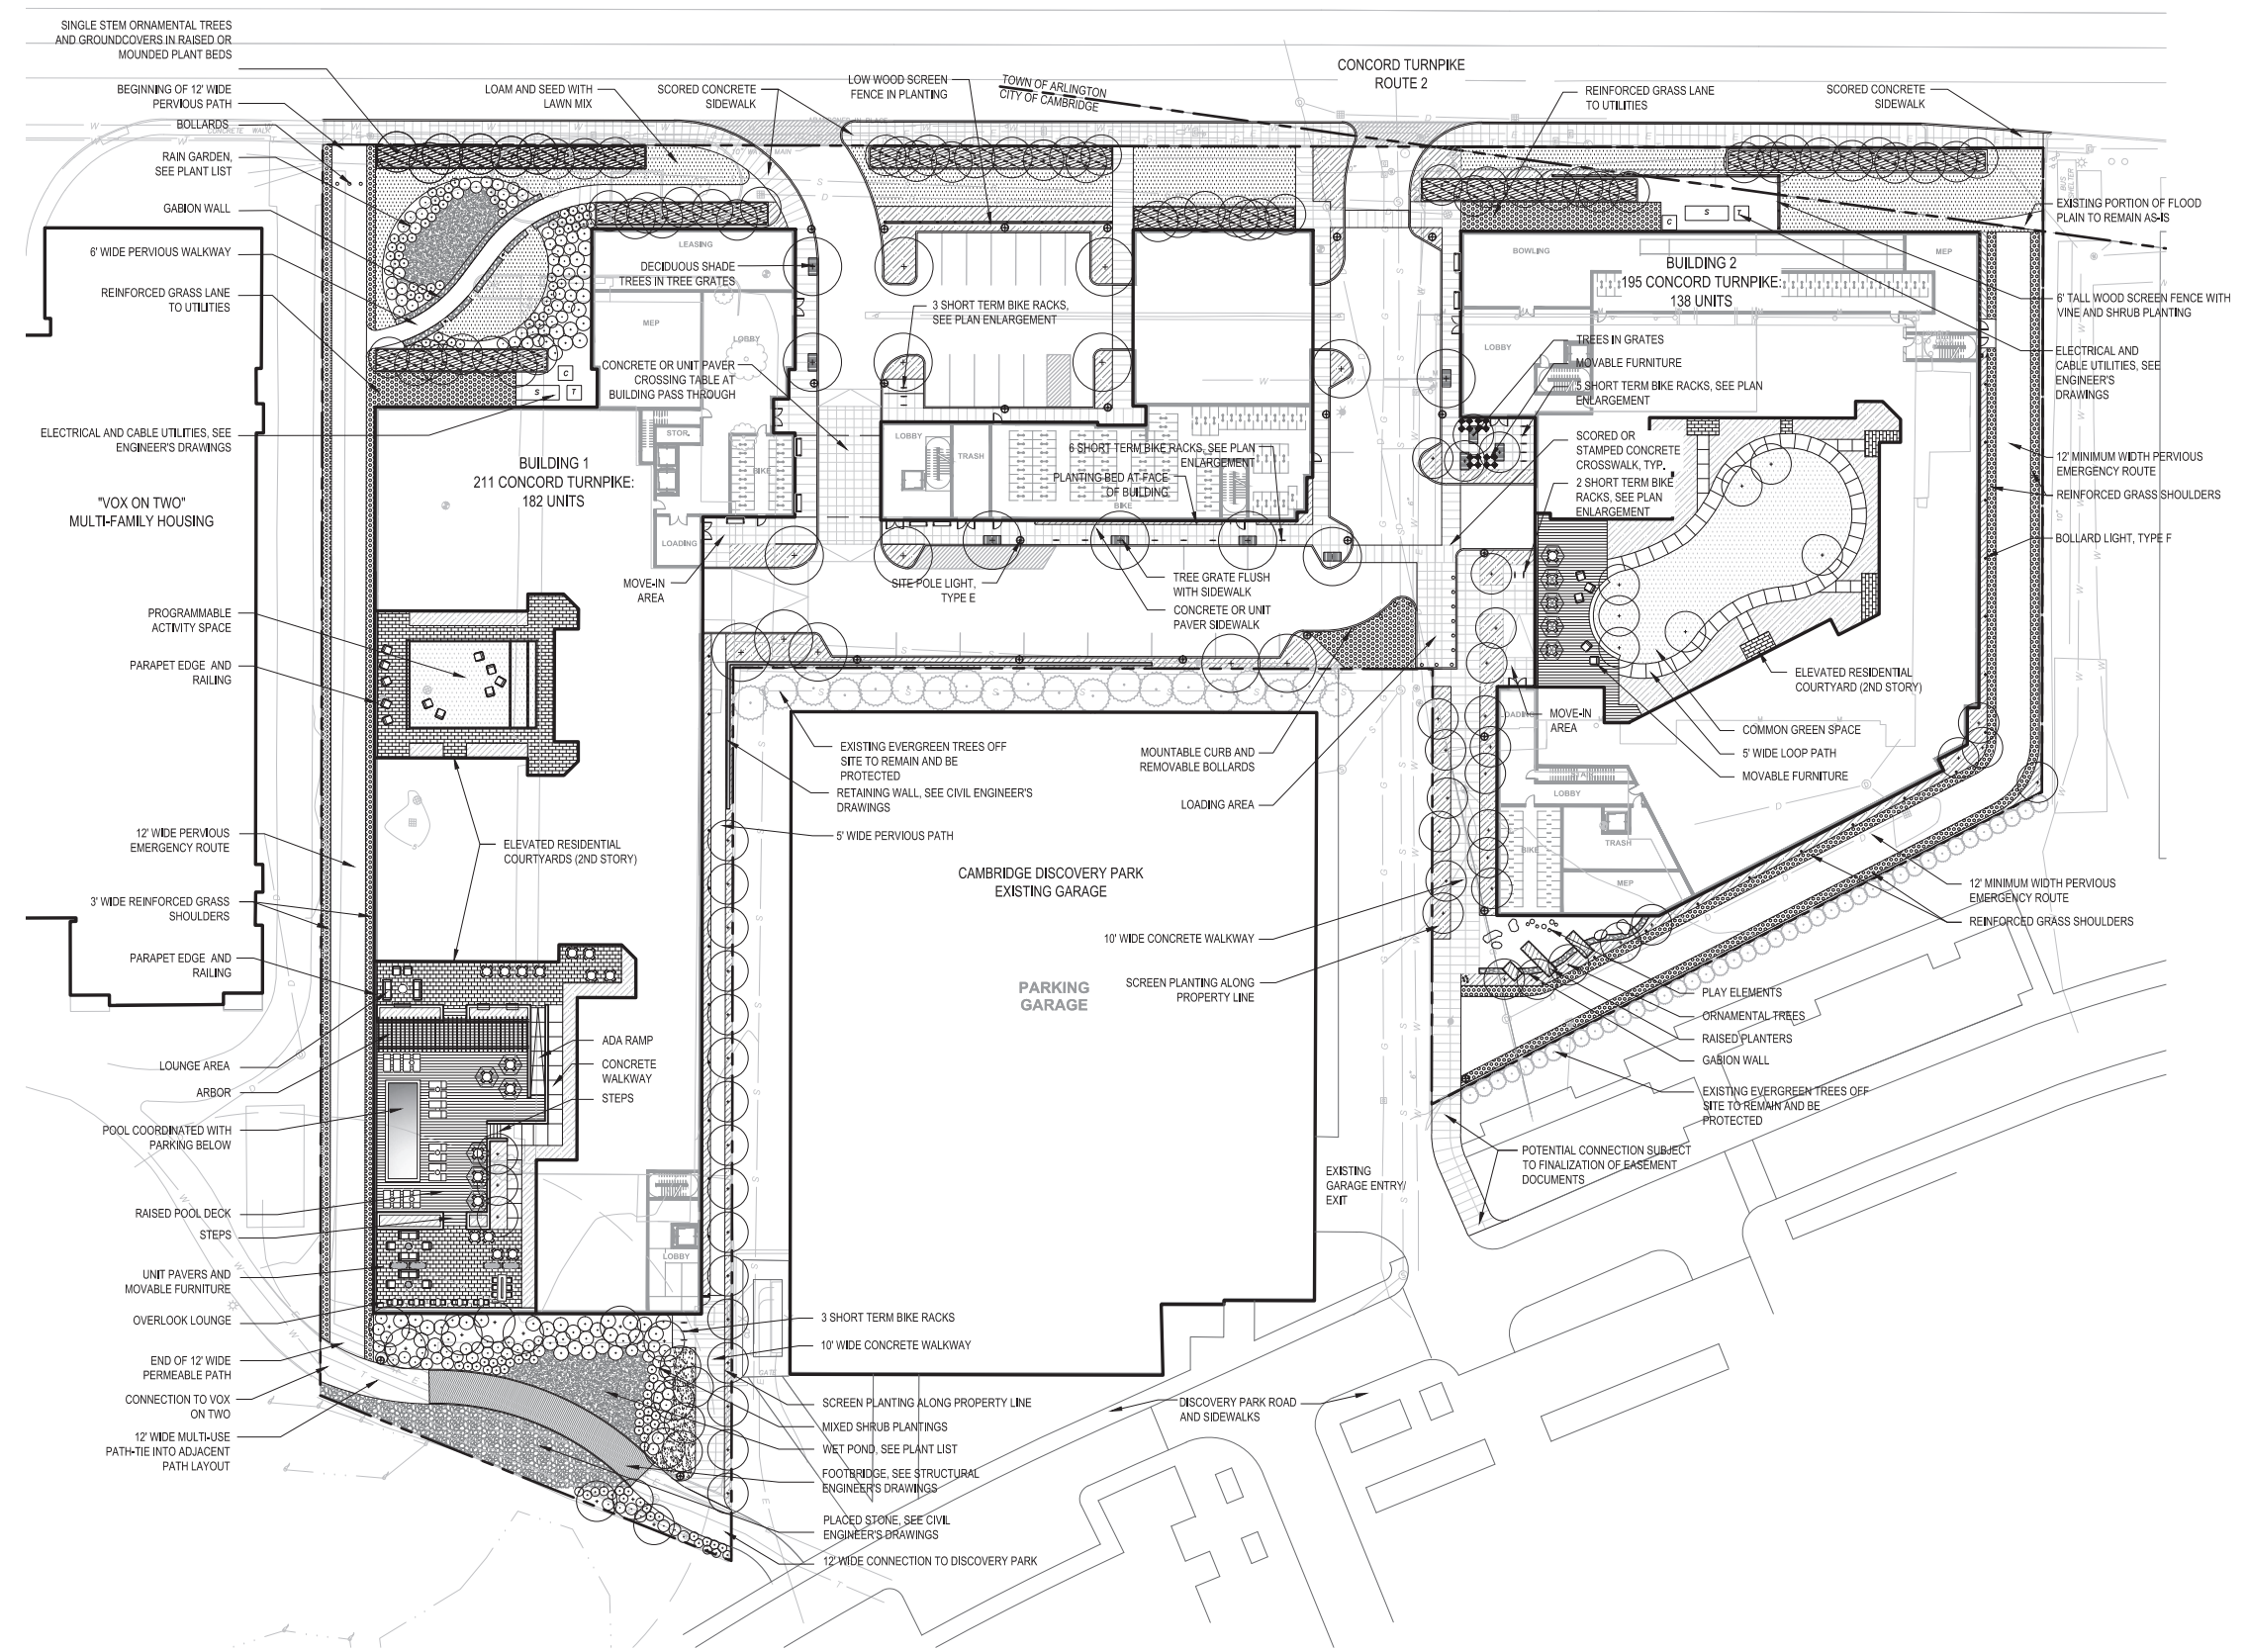 SINGLE STEM ORNAMENTAL TREES
AND GROUNDCOVERS IN RAISED OR
MOUNDED PLANT BEDS
BEGINNING OF 12' WIDE
PERVIOUS PATH
BOLLARDS
RAIN GARDEN,
SEE PLANT LIST
GABION WALL
6' WIDE PERVIOUS WALKWAY
REINFORCED GRASS LANE
TO UTILITIES
ELECTRICAL AND CABLE UTILITIES, SEE
ENGINEER'S DRAWINGS
"VOX ON TWO"
MULTI-FAMILY HOUSING
PROGRAMMABLE
ACTIVITY SPACE
PARAPET EDGE AND
RAILING
12' WIDE PERVIOUS
EMERGENCY ROUTE
3' WIDE REINFORCED GRASS
SHOULDERS
PARAPET EDGE AND
RAILING
LOUNGE AREA
ARBOR
POOL COORDINATED WITH
PARKING BELOW
RAISED POOL DECK
STEPS
UNIT PAVERS AND
MOVABLE FURNITURE
OVERLOOK LOUNGE
END OF 12' WIDE
PERMEABLE PATH
CONNECTION TO VOX
ON TWO
12' WIDE MULTI-USE
PATH-TIE INTO ADJACENT
PATH LAYOUT
LOAM AND SEED WITH
LAWN MIX
SCORED CONCRETE
SIDEWALK
LOW WOOD SCREEN
FENCE IN PLANTING
TOWN OF ARLINGTON
CITY OF CAMBRIDGE
CONCORD TURNPIKE
ROUTE 2
REINFORCED GRASS LANE
TO UTILITIES
SCORED CONCRETE
SIDEWALK
CONCRETE WALK
LEASING
DECIDUOUS SHADE
TREES IN TREE GRATES
MEP
LOBBY
3 SHORT TERM BIKE RACKS,
SEE PLAN ENLARGEMENT
CONCRETE OR UNIT PAVER
CROSSING TABLE AT
BUILDING PASS THROUGH
C
S
T
STOR.
BIKE
LOADING
BUILDING 1
211 CONCORD TURNPIKE:
182 UNITS
LOBBY
TRASH
BIKE
6 SHORT TERM BIKE RACKS, SEE PLAN
ENLARGEMENT
PLANTING BED AT FACE
OF BUILDING
MOVE-IN
AREA
SITE POLE LIGHT,
TYPE E
TREE GRATE FLUSH
WITH SIDEWALK
CONCRETE OR UNIT
PAVER SIDEWALK
BOWLING
MEP
C
S
T
BUILDING 2
195 CONCORD TURNPIKE:
138 UNITS
LOBBY
TREES IN GRATES
MOVABLE FURNITURE
5 SHORT TERM BIKE RACKS, SEE PLAN
ENLARGEMENT
SCORED OR
STAMPED CONCRETE
CROSSWALK, TYP.
2 SHORT TERM BIKE
RACKS, SEE PLAN
ENLARGEMENT
BUS
SHELTER
EXISTING PORTION OF FLOOD
PLAIN TO REMAIN AS-IS
6' TALL WOOD SCREEN FENCE WITH
VINE AND SHRUB PLANTING
ELECTRICAL AND
CABLE UTILITIES, SEE
ENGINEER'S
DRAWINGS
12' MINIMUM WIDTH PERVIOUS
EMERGENCY ROUTE
REINFORCED GRASS SHOULDERS
BOLLARD LIGHT, TYPE F
ELEVATED RESIDENTIAL
COURTYARD (2ND STORY)
COMMON GREEN SPACE
5' WIDE LOOP PATH
MOVABLE FURNITURE
LOADING
MOVE-IN
AREA
LOBBY
BIKE
TRASH
MEP
EXISTING EVERGREEN TREES OFF
SITE TO REMAIN AND BE
PROTECTED
RETAINING WALL, SEE CIVIL ENGINEER'S
DRAWINGS
5' WIDE PERVIOUS PATH
MOUNTABLE CURB AND
REMOVABLE BOLLARDS
LOADING AREA
ELEVATED RESIDENTIAL
COURTYARDS (2ND STORY)
CAMBRIDGE DISCOVERY PARK
EXISTING GARAGE
PARKING
GARAGE
10' WIDE CONCRETE WALKWAY
SCREEN PLANTING ALONG
PROPERTY LINE
12' MINIMUM WIDTH PERVIOUS
EMERGENCY ROUTE
REINFORCED GRASS SHOULDERS
PLAY ELEMENTS
ORNAMENTAL TREES
RAISED PLANTERS
GABION WALL
EXISTING EVERGREEN TREES OFF
SITE TO REMAIN AND BE
PROTECTED
POTENTIAL CONNECTION SUBJECT
TO FINALIZATION OF EASEMENT
DOCUMENTS
EXISTING
GARAGE ENTRY/
EXIT
ADA RAMP
CONCRETE
WALKWAY
STEPS
LOBBY
3 SHORT TERM BIKE RACKS
10' WIDE CONCRETE WALKWAY
GATE
SCREEN PLANTING ALONG PROPERTY LINE
MIXED SHRUB PLANTINGS
WET POND, SEE PLANT LIST
FOOTBRIDGE, SEE STRUCTURAL
ENGINEER'S DRAWINGS
PLACED STONE, SEE CIVIL
ENGINEER'S DRAWINGS
12' WIDE CONNECTION TO DISCOVERY PARK
DISCOVERY PARK ROAD
AND SIDEWALKS